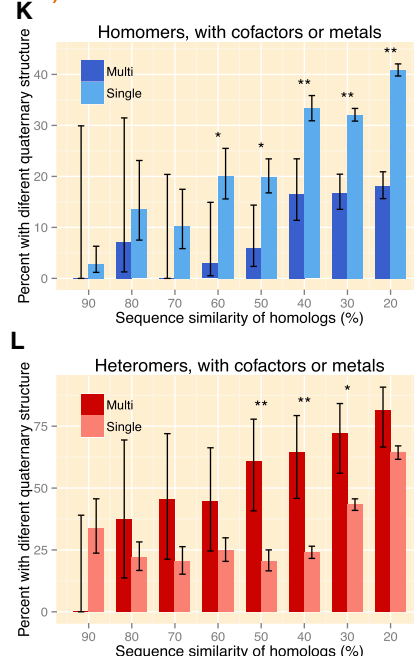 K
Homomers, with cofactors or metals
Percent with diferent quaternary structure
Multi
Single
40
30
20
10
0
*
*
**
**
**
90 80 70 60 50 40 30 20
Sequence similarity of homologs (%)
L
Heteromers, with cofactors or metals
Percent with diferent quaternary structure
Multi
Single
75
50
25
0
**
**
*
90 80 70 60 50 40 30 20
Sequence similarity of homologs (%)